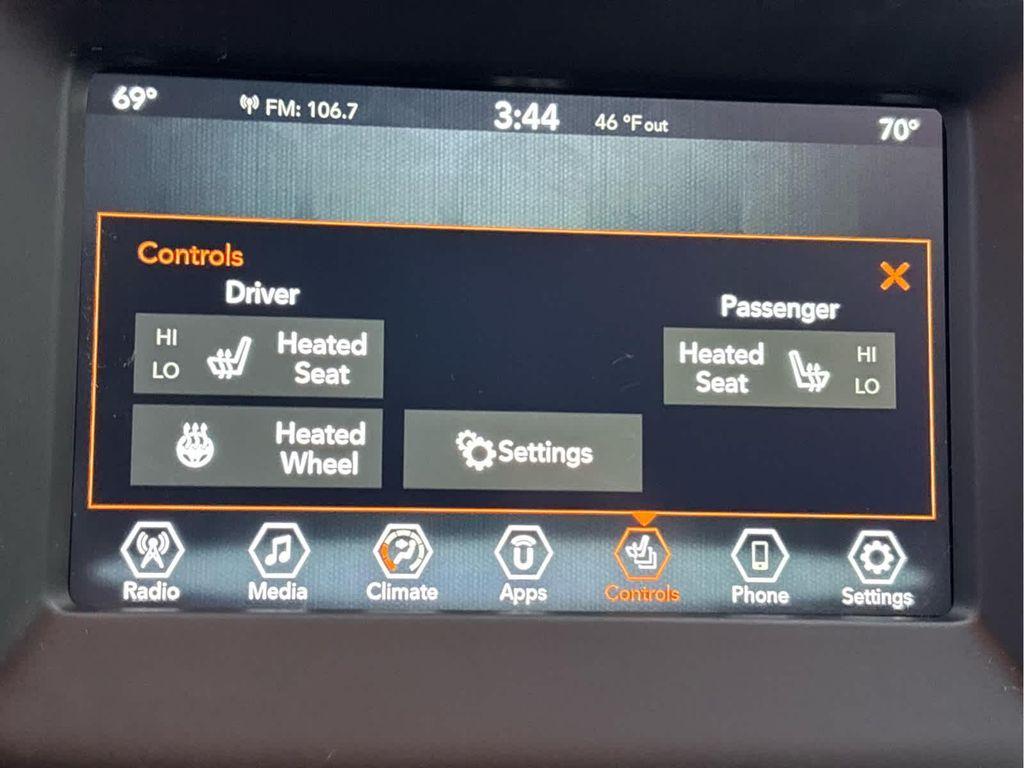 69° FM: 106.7 3:44 46 °F out 70°
Controls
Driver
Passenger
HI
LO
Heated
Seat
Heated
Seat
HI
LO
Heated
Wheel
Settings
Radio Media Climate Apps Controls Phone Settings